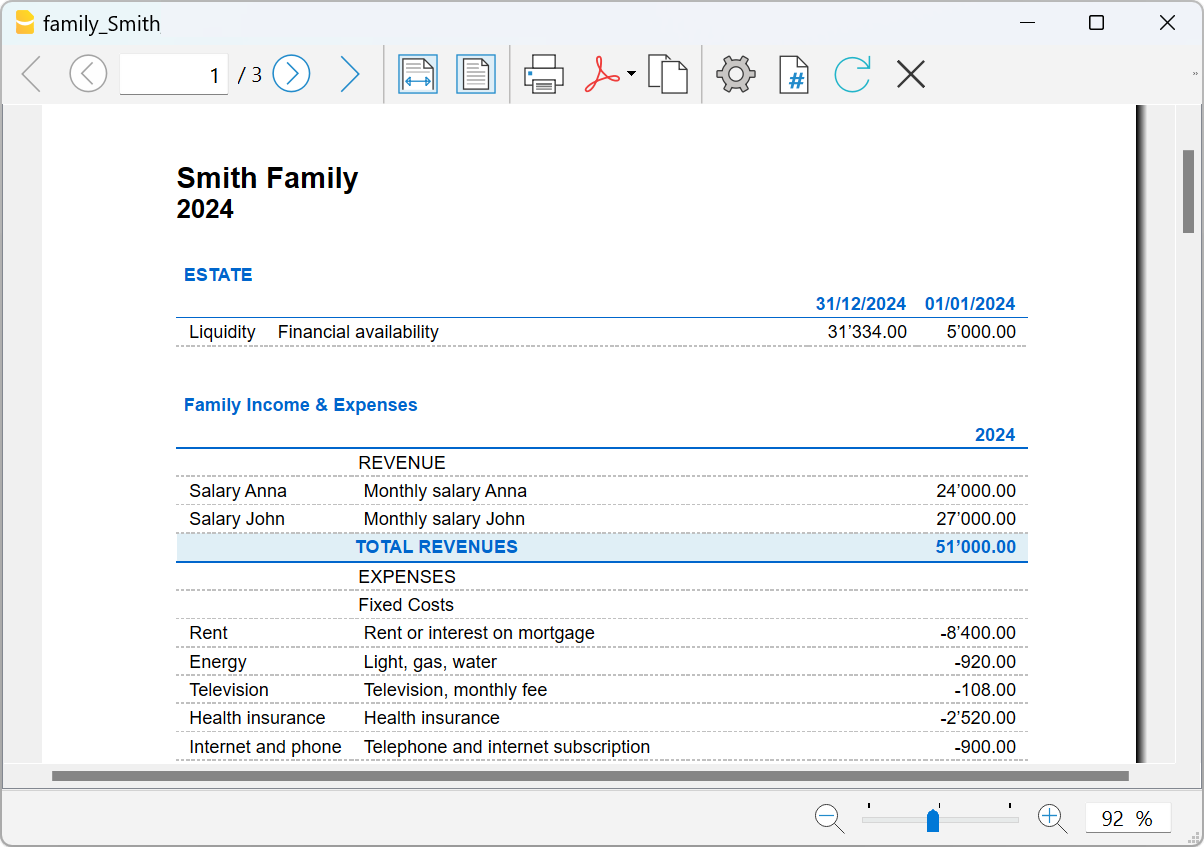 family_Smith
1 / 3
#
Smith Family
2024
ESTATE
31/12/2024 01/01/2024
Liquidity Financial availability 31’334.00 5’000.00
Family Income & Expenses
2024
REVENUE
Salary Anna Monthly salary Anna 24’000.00
Salary John Monthly salary John 27’000.00
TOTAL REVENUES 51’000.00
EXPENSES
Fixed Costs
Rent Rent or interest on mortgage -8’400.00
Energy Light, gas, water -920.00
Television Television, monthly fee -108.00
Health insurance Health insurance -2’520.00
Internet and phone Telephone and internet subscription -900.00
92 %